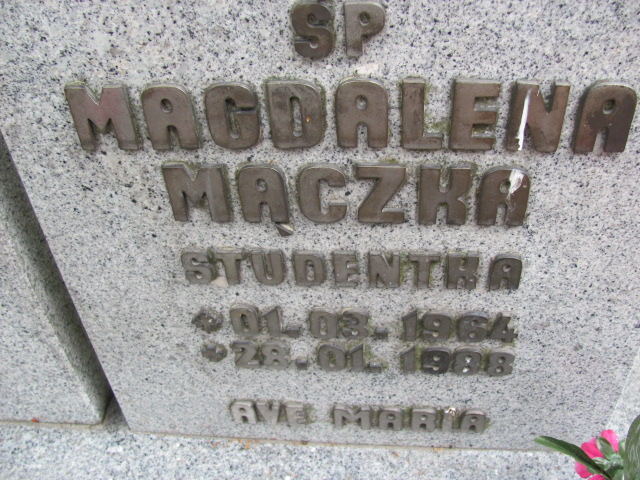 SP
MAGDALENA
MĄCZKA
STUDENTKA
* 01.03.1964
28.01.1988
AVE MARIA